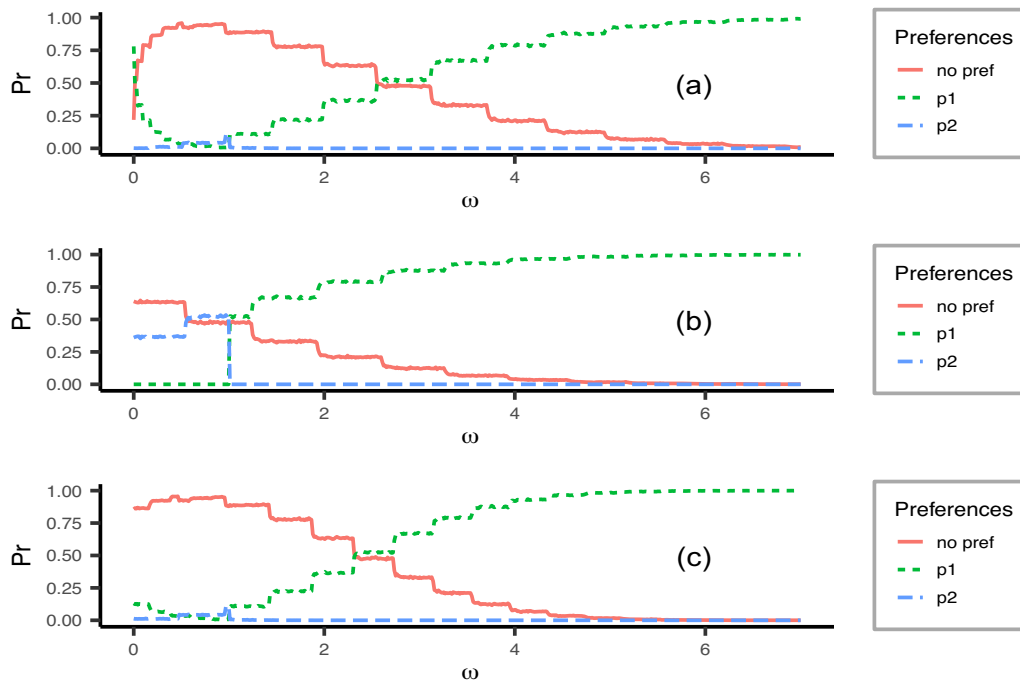 1.00
0.75
0.50
0.25
0.00
Pr
(a)
0 2 4 6
ω
Preferences
no pref
p1
p2
1.00
0.75
0.50
0.25
0.00
Pr
(b)
0 2 4 6
ω
Preferences
no pref
p1
p2
1.00
0.75
0.50
0.25
0.00
Pr
(c)
0 2 4 6
ω
Preferences
no pref
p1
p2